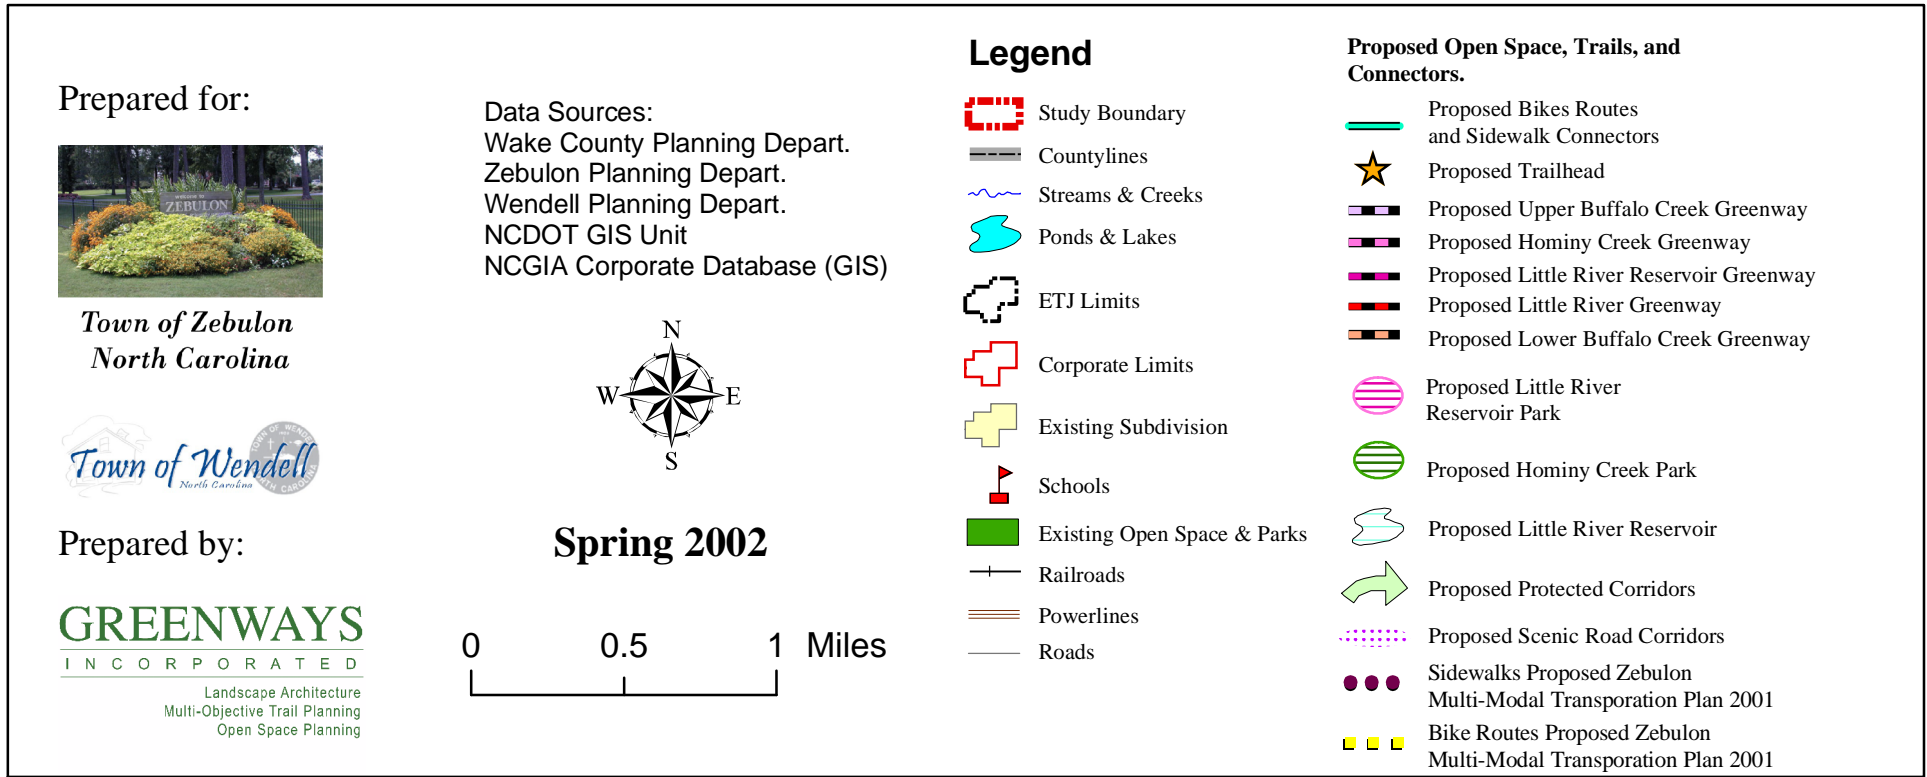 Prepared for:
WELCOME TO
ZEBULON
Town of Zebulon
North Carolina
Town of Wendell
North Carolina
TOWN OF WENDELL
NORTH CAROLINA
Prepared by:
GREENWAYS
INCORPORATED
Landscape Architecture
Multi-Objective Trail Planning
Open Space Planning
Data Sources:
Wake County Planning Depart.
Zebulon Planning Depart.
Wendell Planning Depart.
NCDOT GIS Unit
NCGIA Corporate Database (GIS)
N
W E
S
Spring 2002
0 0.5 1 Miles
Legend
Study Boundary
Countylines
Streams & Creeks
Ponds & Lakes
ETJ Limits
Corporate Limits
Existing Subdivision
Schools
Existing Open Space & Parks
Railroads
Powerlines
Roads
Proposed Open Space, Trails, and
Connectors.
Proposed Bikes Routes
and Sidewalk Connectors
Proposed Trailhead
Proposed Upper Buffalo Creek Greenway
Proposed Hominy Creek Greenway
Proposed Little River Reservoir Greenway
Proposed Little River Greenway
Proposed Lower Buffalo Creek Greenway
Proposed Little River
Reservoir Park
Proposed Hominy Creek Park
Proposed Little River Reservoir
Proposed Protected Corridors
Proposed Scenic Road Corridors
Sidewalks Proposed Zebulon
Multi-Modal Transporation Plan 2001
Bike Routes Proposed Zebulon
Multi-Modal Transporation Plan 2001